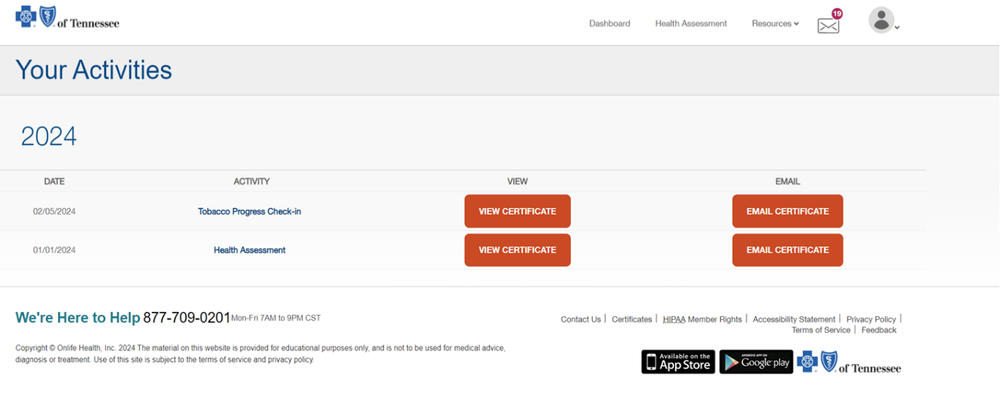 of Tennessee
Dashboard Health Assessment Resources 19
Your Activities
2024
DATE ACTIVITY VIEW EMAIL
02/05/2024 Tobacco Progress Check-in VIEW CERTIFICATE EMAIL CERTIFICATE
01/01/2024 Health Assessment VIEW CERTIFICATE EMAIL CERTIFICATE
We're Here to Help 877-709-0201 Mon-Fri 7AM to 9PM CST
Contact Us | Certificates | HIPAA Member Rights | Accessibility Statement | Privacy Policy |
Terms of Service | Feedback
Copyright © Onlife Health, Inc. 2024 The material on this website is provided for educational purposes only, and is not to be used for medical advice,
diagnosis or treatment. Use of this site is subject to the terms of service and privacy policy.
Available on the
App Store
ANDROID APP ON
Google play
of Tennessee